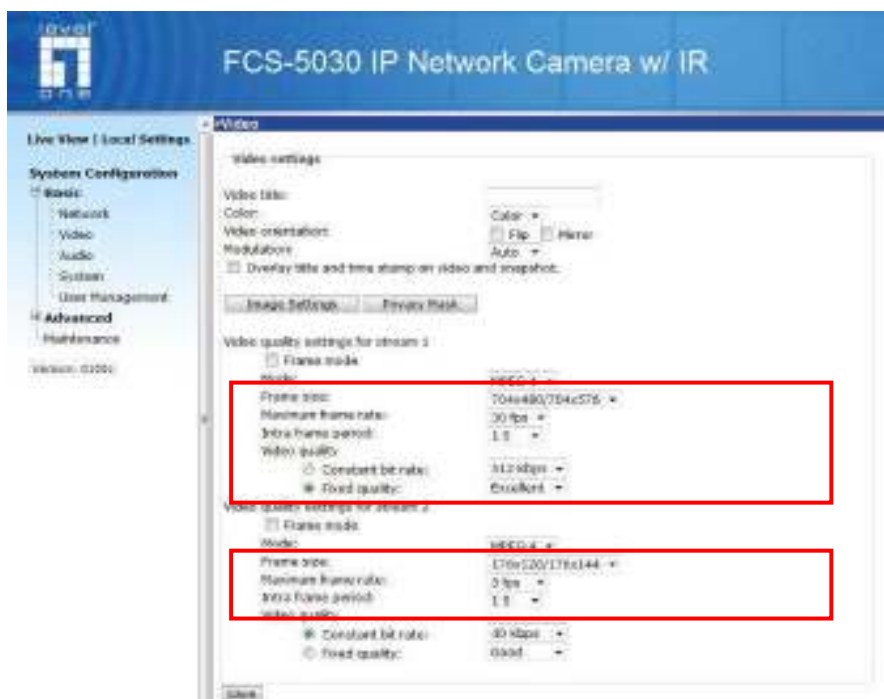 level
one
FCS-5030 IP Network Camera w/ IR
Live View | Local Settings
System Configuration
Basic
Network
Video
Audio
System
User Management
Advanced
Maintenance
Version:
>Video
Video settings
Video title:
Color: Color
Video orientation: Flip Mirror
Modulation: Auto
Overlay title and time stamp on video and snapshot.
Image Settings Privacy Mask
Video quality settings for stream 1
Frame mode
Mode: MPEG-4
Frame size: 704x480/704x576
Maximum frame rate: 30 fps
Intra frame period: 1 S
Video quality
Constant bit rate: 512 Kbps
Fixed quality: Excellent
Video quality settings for stream 2
Frame mode
Mode: MPEG-4
Frame size: 176x120/176x144
Maximum frame rate: fps
Intra frame period: 1 S
Video quality
Constant bit rate: 40 Kbps
Fixed quality: Good
Save